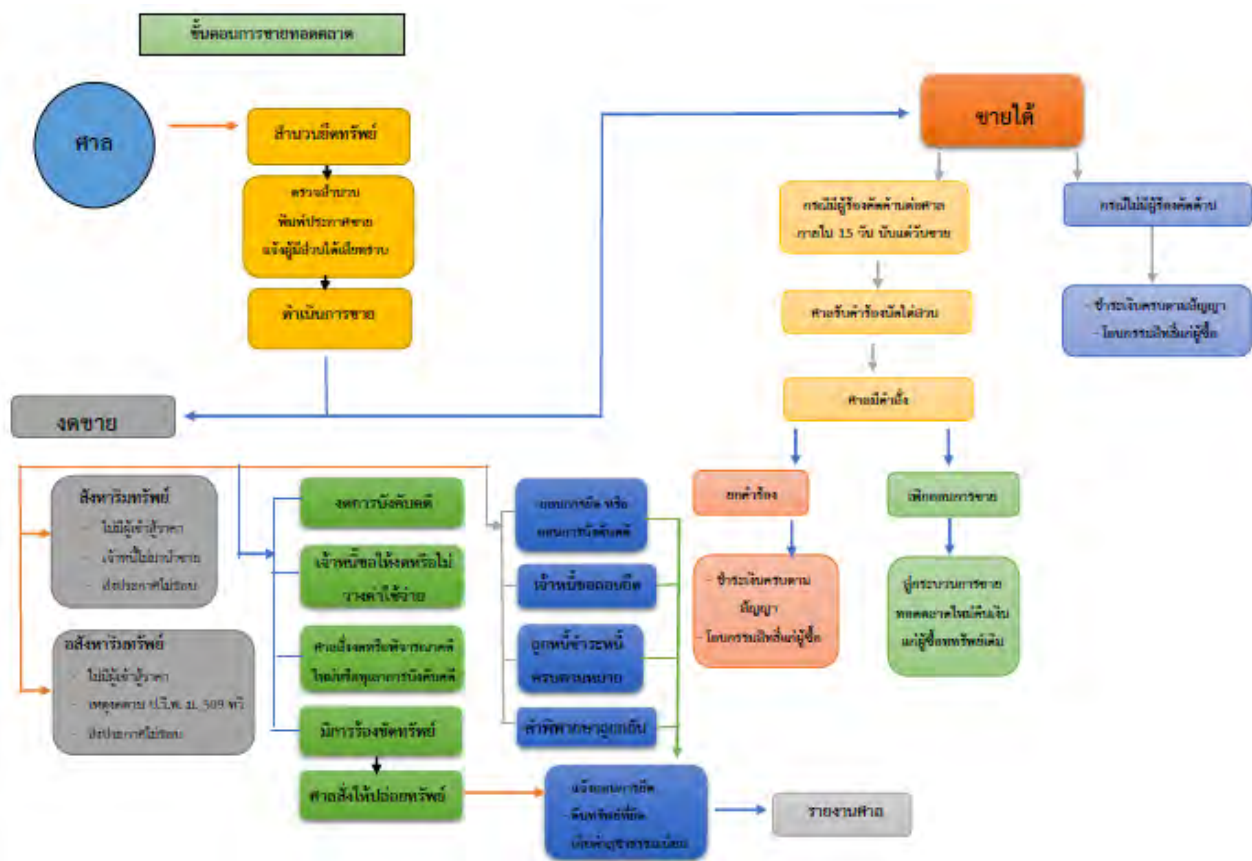 ขั้นตอนการขายทอดตลาด
ศาล
สำนวนยึดทรัพย์
ตรวจสำนวน
พิมพ์ประกาศขาย
แจ้งผู้มีส่วนได้เสียทราบ
ดำเนินการขาย
ขายได้
กรณีมีผู้ร้องคัดค้านต่อศาล
ภายใน 15 วัน นับแต่วันขาย
ศาลรับคำร้องนัดไต่สวน
ศาลมีคำสั่ง
ยกคำร้อง
- ชำระเงินครบตาม
สัญญา
- โอนกรรมสิทธิ์แก่ผู้ซื้อ
เพิกถอนการขาย
สู่กระบวนการขาย
ทอดตลาดใหม่คืนเงิน
แก่ผู้ซื้อทรัพย์เดิม
กรณีไม่มีผู้ร้องคัดค้าน
- ชำระเงินครบตามสัญญา
- โอนกรรมสิทธิ์แก่ผู้ซื้อ
งดขาย
สังหาริมทรัพย์
- ไม่มีผู้เข้าสู้ราคา
- เจ้าหนี้ไม่มานำขาย
- ส่งประกาศไม่ชอบ
อสังหาริมทรัพย์
- ไม่มีผู้เข้าสู้ราคา
- เหตุงดตาม ป.วิ.พ. ม. 309 ทวิ
- ส่งประกาศไม่ชอบ
งดการบังคับคดี
เจ้าหนี้ขอให้งดหรือไม่
วางค่าใช้จ่าย
ศาลสั่งงดหรือพิจารณาคดี
ใหม่หรือทุเลาการบังคับคดี
มีการร้องขัดทรัพย์
ศาลสั่งให้ปล่อยทรัพย์
ถอนการยึด หรือ
ถอนการบังคับคดี
เจ้าหนี้ขอถอนยึด
ลูกหนี้ชำระหนี้
ครบตามหมาย
คำพิพากษาถูกกลับ
แจ้งถอนการยึด
คืนทรัพย์ที่ยึด
รายงานศาล